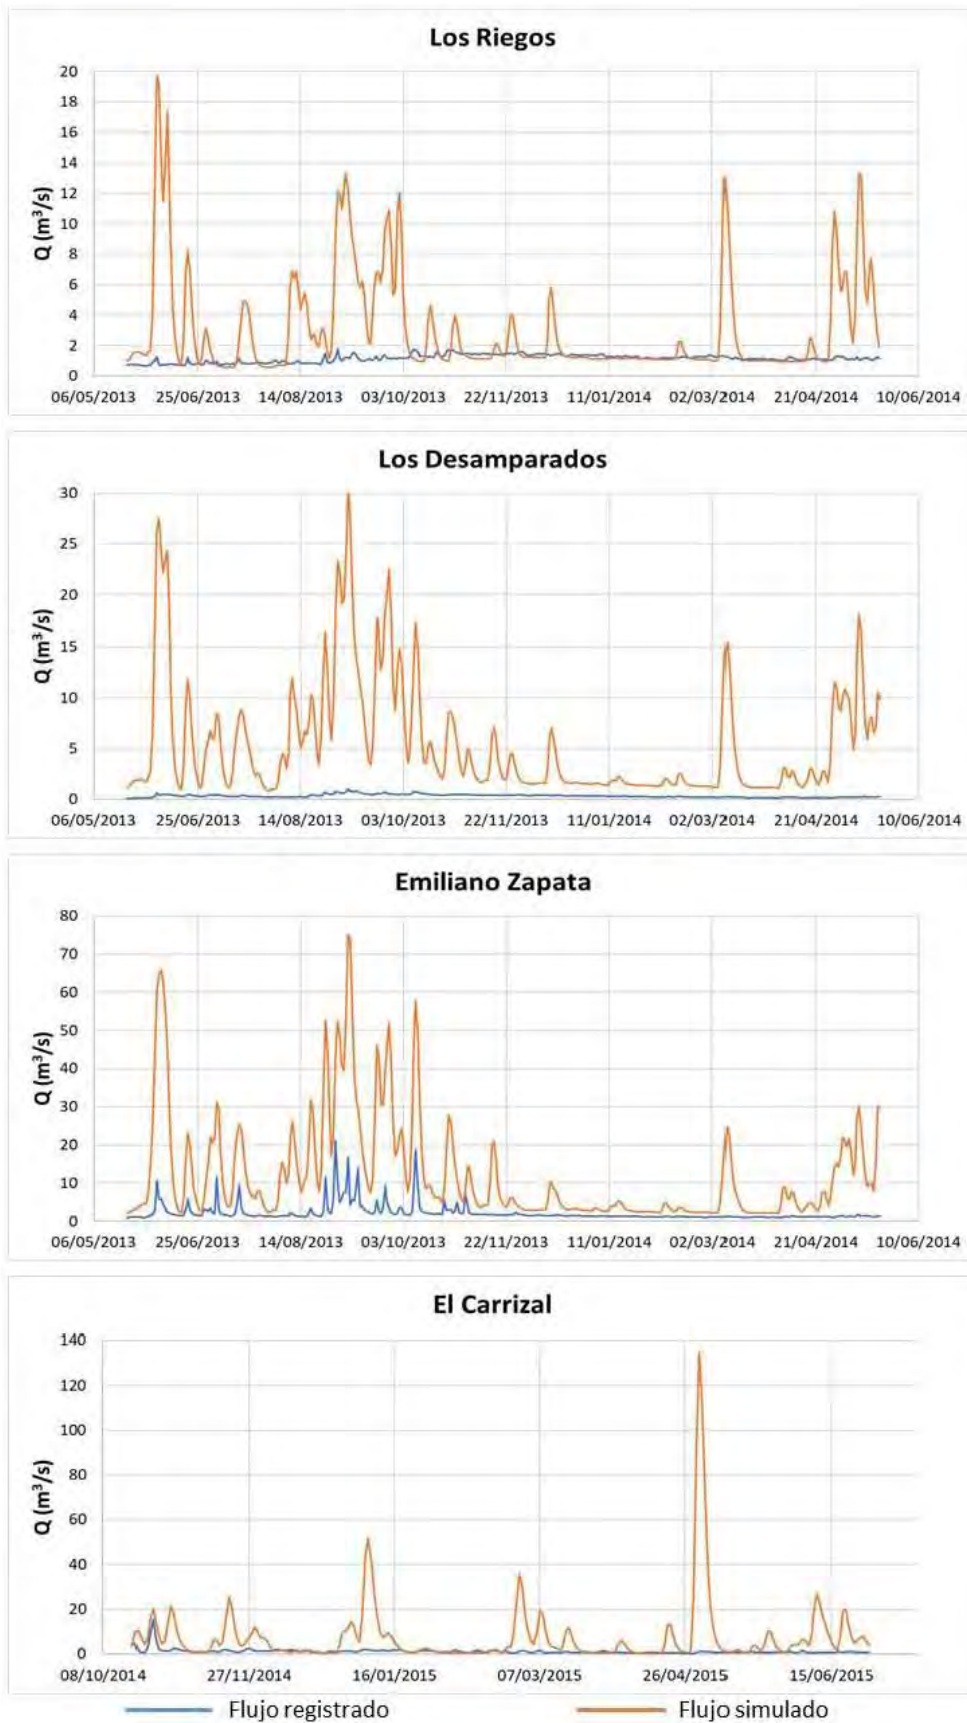 Los Riegos
20
18
16
14
12
10
8
6
4
2
0
Q (m³/s)
06/05/2013 25/06/2013 14/08/2013 03/10/2013 22/11/2013 11/01/2014 02/03/2014 21/04/2014 10/06/2014
Los Desamparados
30
25
20
15
10
5
0
Q (m³/s)
06/05/2013 25/06/2013 14/08/2013 03/10/2013 22/11/2013 11/01/2014 02/03/2014 21/04/2014 10/06/2014
Emiliano Zapata
80
70
60
50
40
30
20
10
0
Q (m³/s)
06/05/2013 25/06/2013 14/08/2013 03/10/2013 22/11/2013 11/01/2014 02/03/2014 21/04/2014 10/06/2014
El Carrizal
140
120
100
80
60
40
20
0
Q (m³/s)
08/10/2014 27/11/2014 16/01/2015 07/03/2015 26/04/2015 15/06/2015
Flujo registrado Flujo simulado